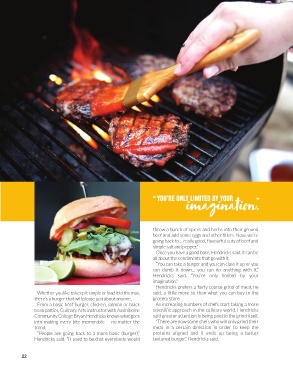 "YOU'RE ONLY LIMITED BY YOUR
imagination."
Whether you like to keep it simple or load it to the max,
there's a burger that will please just about anyone.
From a basic beef burger, chicken, salmon or black
bean patties, Culinary Arts instructor with Asnuntuck
Community College Bryan Hendricks knows what goes
into making every bite memorable — no matter the
trend.
"People are going back to a more basic (burger),"
Hendricks said. "It used to be that everybody would
throw a bunch of spices and herbs into their ground
beef and add some eggs and other fillers. Now, we're
going back to... really good, flavourful cuts of beef and
simple salt and pepper."
Once you have a good base, Hendricks said, it can be
all about the condiments that go with it.
"You can take a burger and you can class it up or you
can dumb it down... you can do anything with it,"
Hendricks said. "You're only limited by your
imagination."
Hendricks prefers a fairly coarse grind of meat, he
said, a little more so than what you can buy in the
grocery store.
As increasing numbers of chefs start taking a more
scientific approach in the culinary world, Hendricks
said greater attention is being paid to the grind itself.
"There are now some chefs who will only grind their
meat in a certain direction in order to keep the
proteins aligned and it ends up being a better
textured burger," Hendricks said.
22